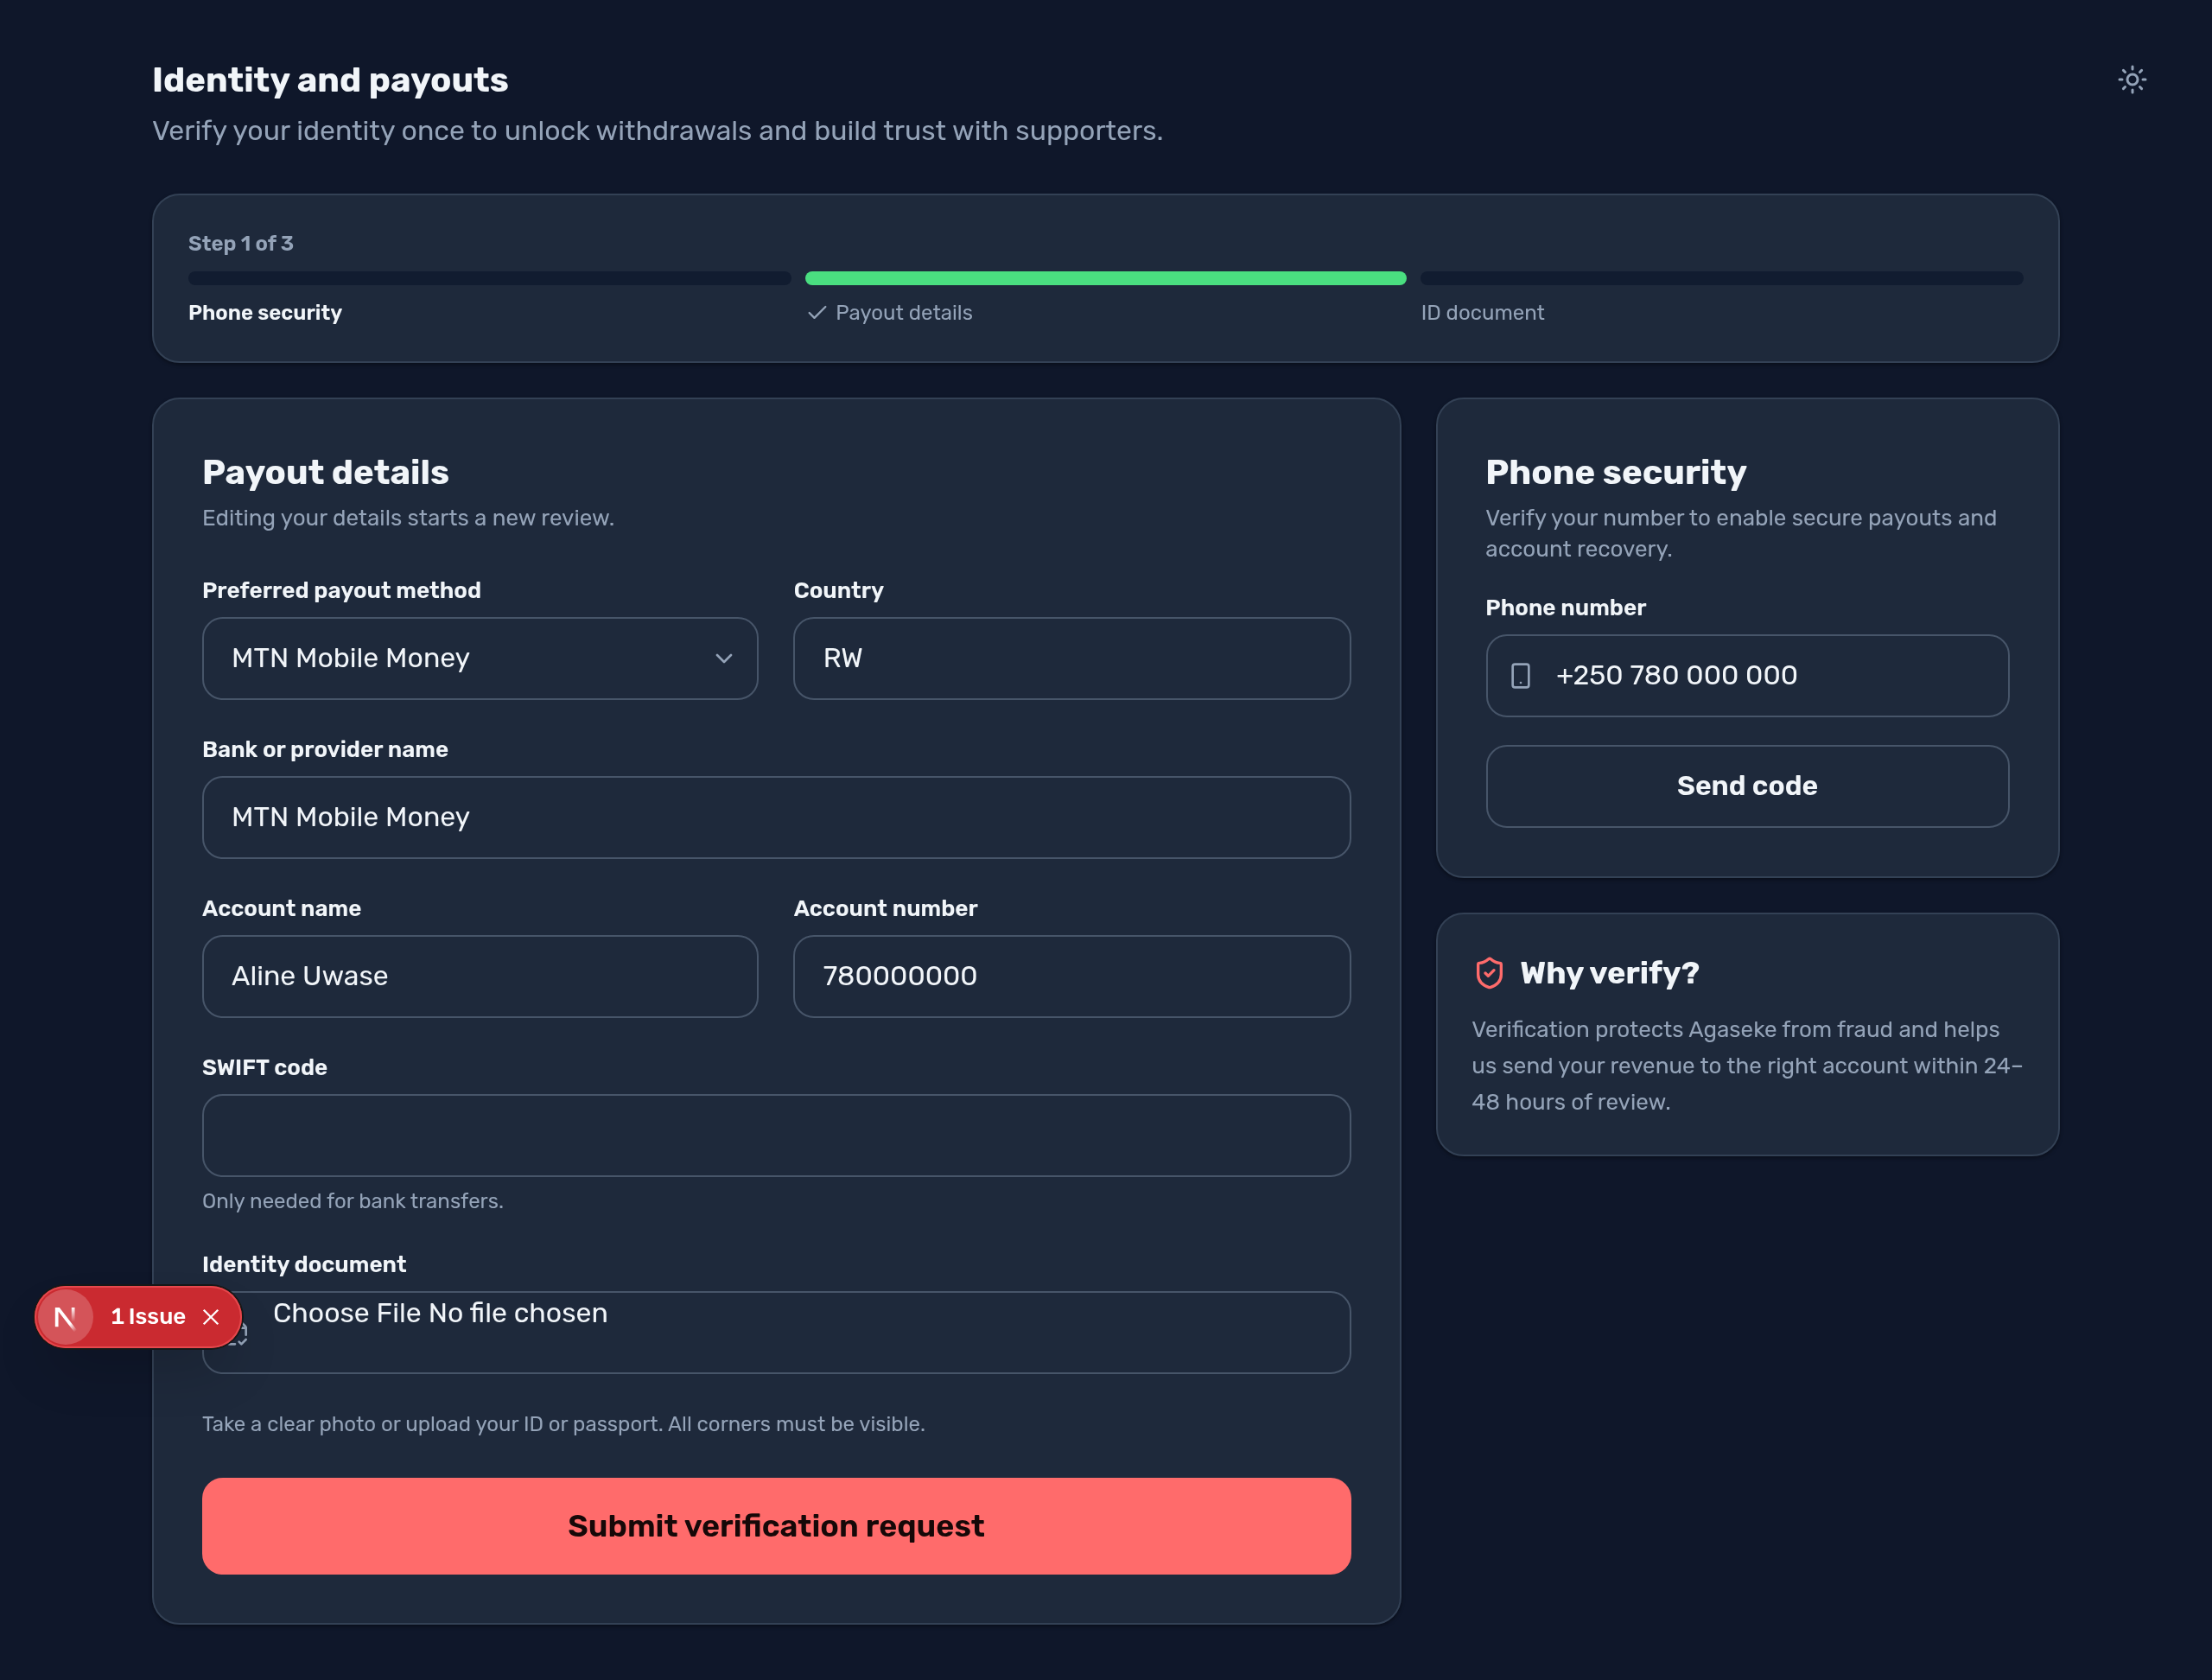 Identity and payouts
Verify your identity once to unlock withdrawals and build trust with supporters.
Step 1 of 3
Phone security
Payout details
ID document
Payout details
Editing your details starts a new review.
Preferred payout method
Country
MTN Mobile Money
RW
Bank or provider name
MTN Mobile Money
Account name
Account number
Aline Uwase
780000000
SWIFT code
Only needed for bank transfers.
Identity document
Choose File No file chosen
N 1 Issue
Take a clear photo or upload your ID or passport. All corners must be visible.
Submit verification request
Phone security
Verify your number to enable secure payouts and
account recovery.
Phone number
+250 780 000 000
Send code
Why verify?
Verification protects Agaseke from fraud and helps
us send your revenue to the right account within 24–
48 hours of review.